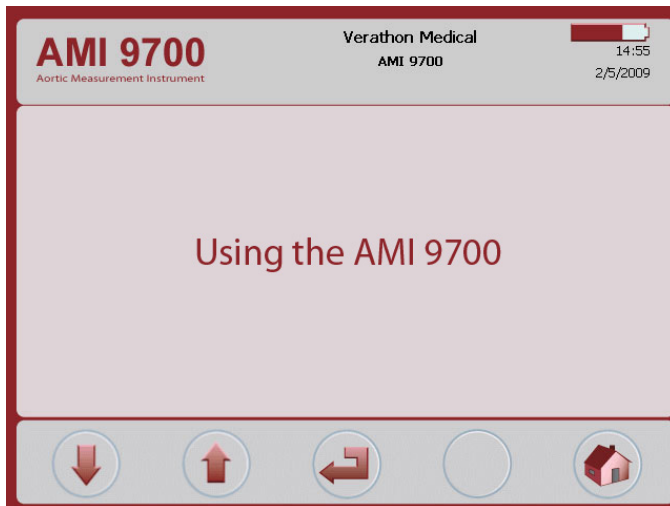 AMI 9700
Aortic Measurement Instrument
Verathon Medical
AMI 9700
14:55
2/5/2009
Using the AMI 9700